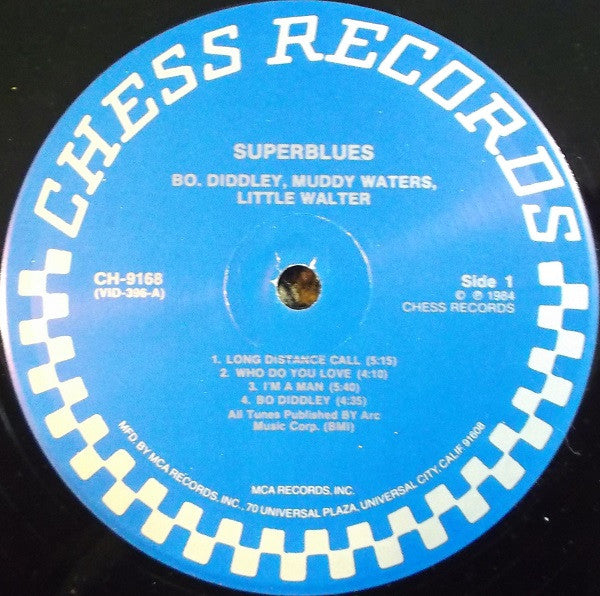 CHESS RECORDS
SUPERBLUES
BO. DIDDLEY, MUDDY WATERS,
LITTLE WALTER
CH-9168
(VID-396-A)
Side 1
© ℗ 1984
CHESS RECORDS
1. LONG DISTANCE CALL (5:15)
2. WHO DO YOU LOVE (4:10)
3. I'M A MAN (5:40)
4. BO DIDDLEY (4:35)
All Tunes Published BY Arc
Music Corp. (BMI)
MCA RECORDS, INC.
MFD. BY MCA RECORDS, INC., 70 UNIVERSAL PLAZA, UNIVERSAL CITY, CALIF. 91608